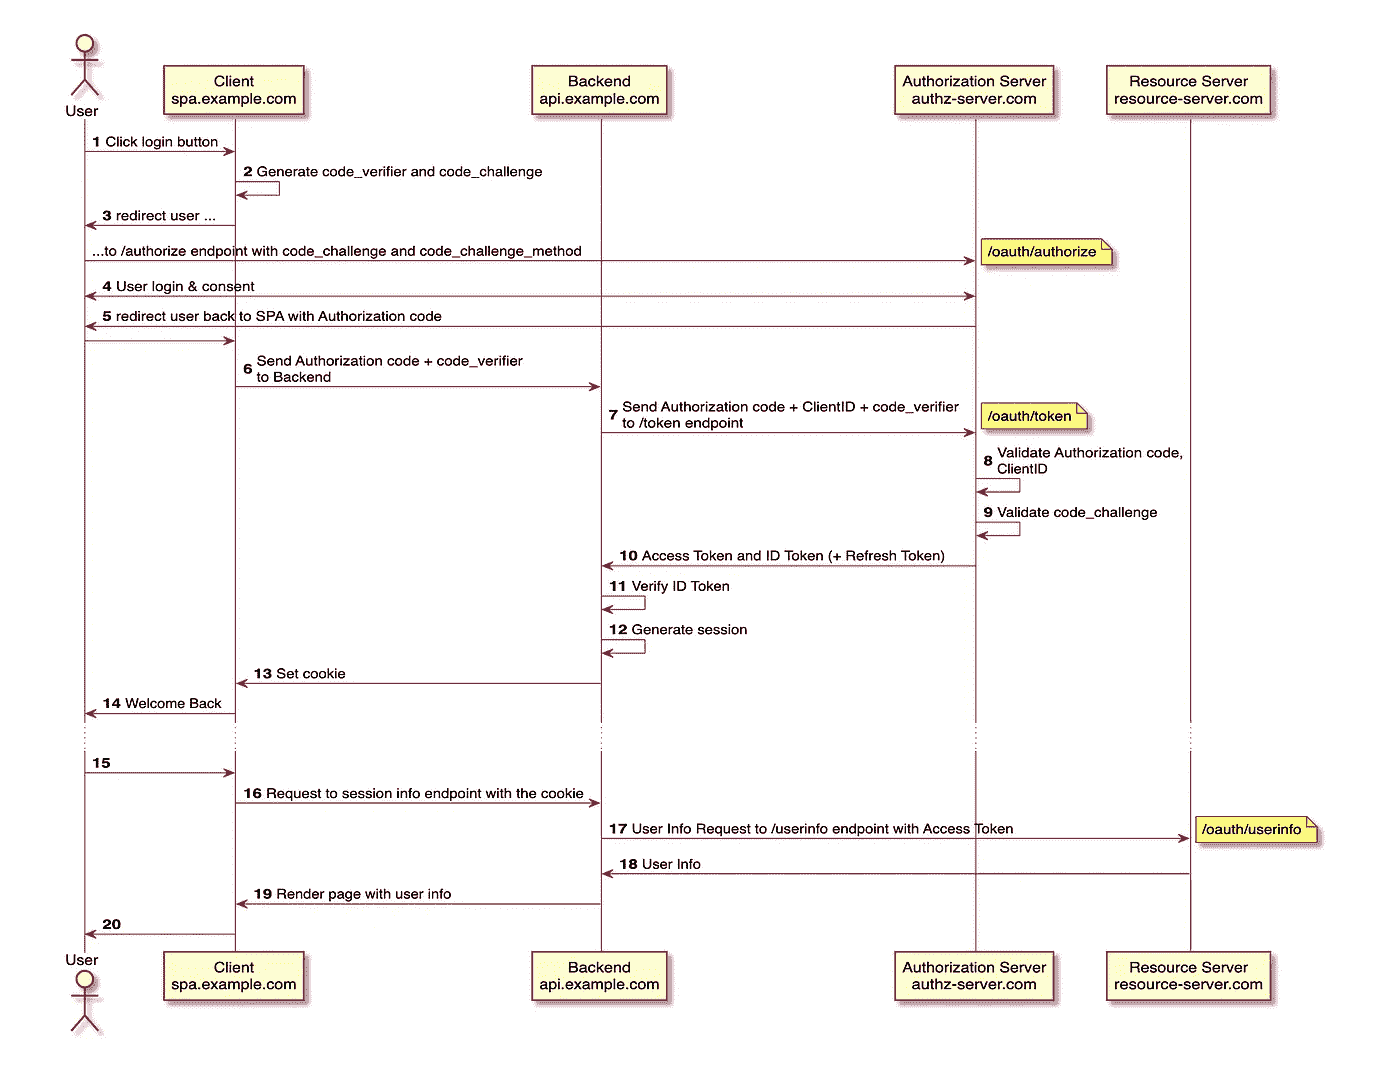 User
Client
spa.example.com
Backend
api.example.com
Authorization Server
authz-server.com
Resource Server
resource-server.com
1 Click login button
2 Generate code_verifier and code_challenge
3 redirect user ...
...to /authorize endpoint with code_challenge and code_challenge_method
/oauth/authorize
4 User login & consent
5 redirect user back to SPA with Authorization code
6 Send Authorization code + code_verifier
to Backend
7 Send Authorization code + ClientID + code_verifier
to /token endpoint
/oauth/token
8 Validate Authorization code,
ClientID
9 Validate code_challenge
10 Access Token and ID Token (+ Refresh Token)
11 Verify ID Token
12 Generate session
13 Set cookie
14 Welcome Back
15
16 Request to session info endpoint with the cookie
17 User Info Request to /userinfo endpoint with Access Token
/oauth/userinfo
18 User Info
19 Render page with user info
20
User
Client
spa.example.com
Backend
api.example.com
Authorization Server
authz-server.com
Resource Server
resource-server.com